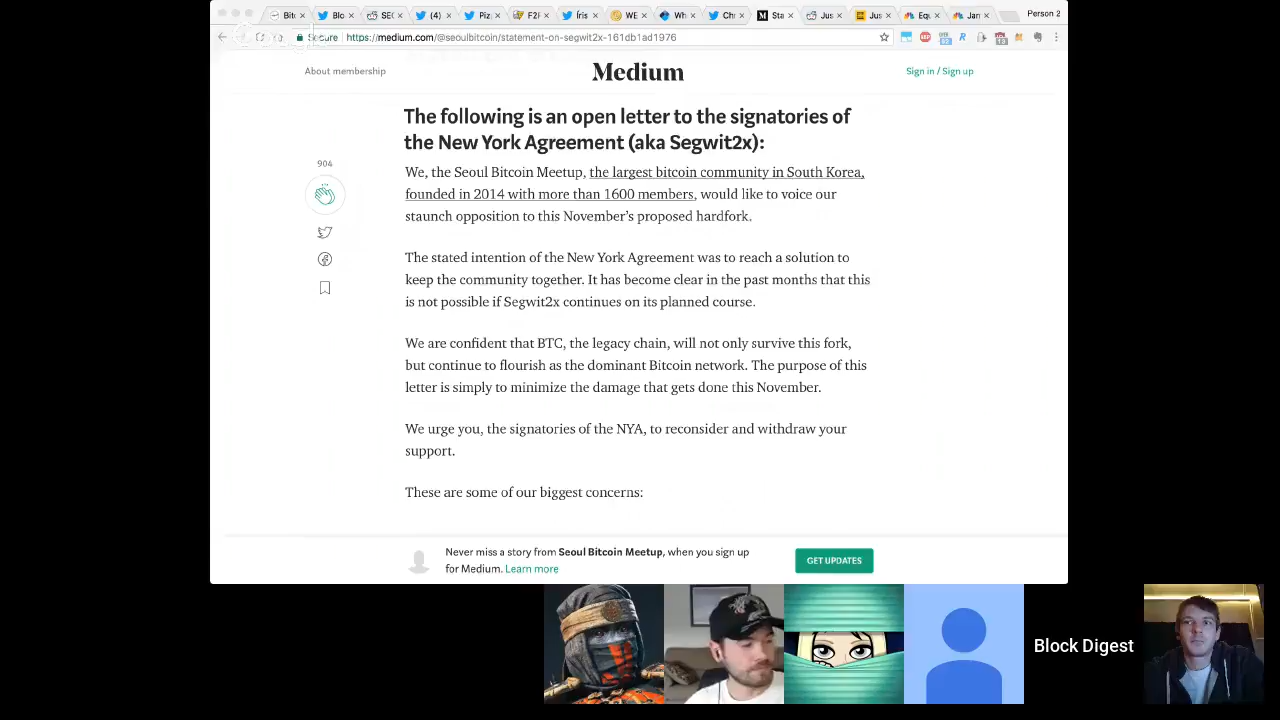 Bitc
Blo
SEC
(4)
Piz
F2F
Iris
WE
Wh
Ch
Sta
Jus
Jus
Equ
Jan
Person 2
Secure
https://medium.com/@seoulbitcoin/statement-on-segwit2x-161db1ad1976
About membership
Medium
Sign in / Sign up
The following is an open letter to the signatories of
the New York Agreement (aka Segwit2x):
904
We, the Seoul Bitcoin Meetup, the largest bitcoin community in South Korea,
founded in 2014 with more than 1600 members, would like to voice our
staunch opposition to this November’s proposed hardfork.
The stated intention of the New York Agreement was to reach a solution to
keep the community together. It has become clear in the past months that this
is not possible if Segwit2x continues on its planned course.
We are confident that BTC, the legacy chain, will not only survive this fork,
but continue to flourish as the dominant Bitcoin network. The purpose of this
letter is simply to minimize the damage that gets done this November.
We urge you, the signatories of the NYA, to reconsider and withdraw your
support.
These are some of our biggest concerns:
Never miss a story from Seoul Bitcoin Meetup, when you sign up
for Medium. Learn more
GET UPDATES
Block Digest